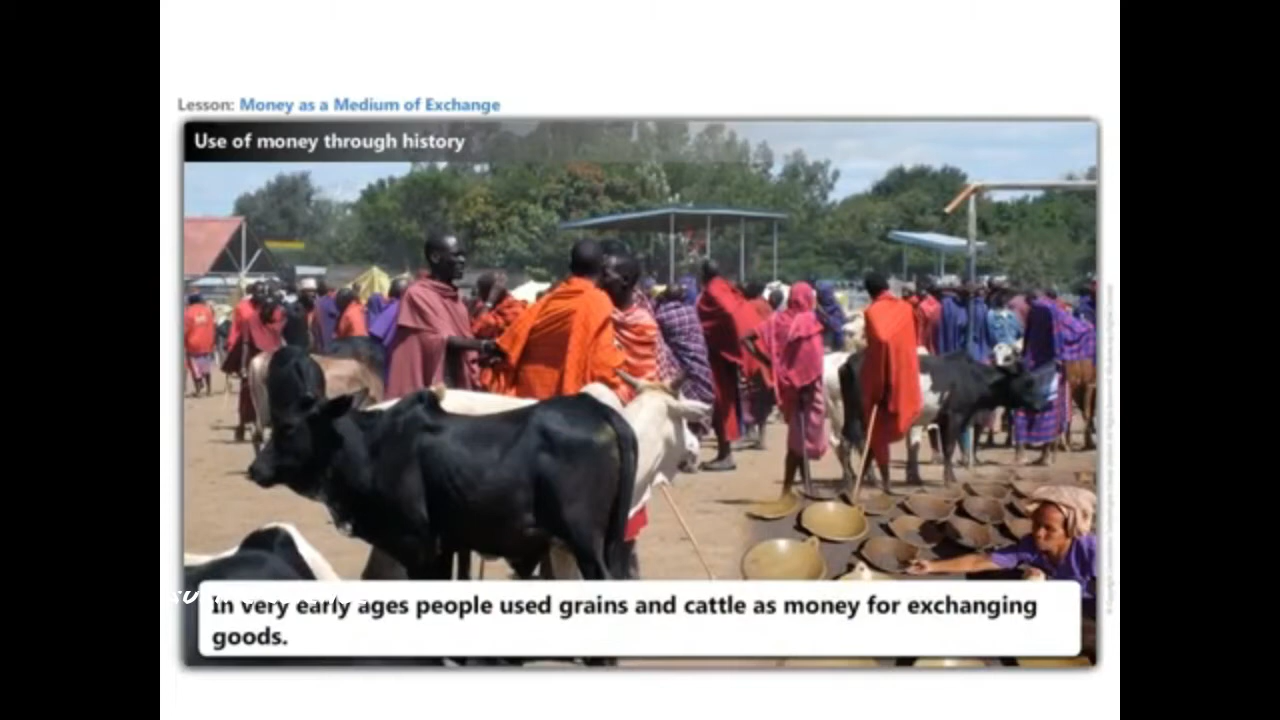 Lesson: Money as a Medium of Exchange
Use of money through history
In very early ages people used grains and cattle as money for exchanging
goods.